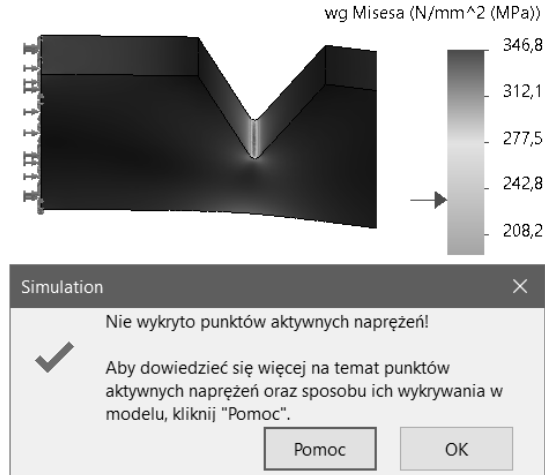 wg Misesa (N/mm^2 (MPa))
346,8
312,1
277,5
242,8
208,2
Simulation
Nie wykryto punktów aktywnych naprężeń!
Aby dowiedzieć się więcej na temat punktów
aktywnych naprężeń oraz sposobu ich wykrywania w
modelu, kliknij "Pomoc".
Pomoc
OK